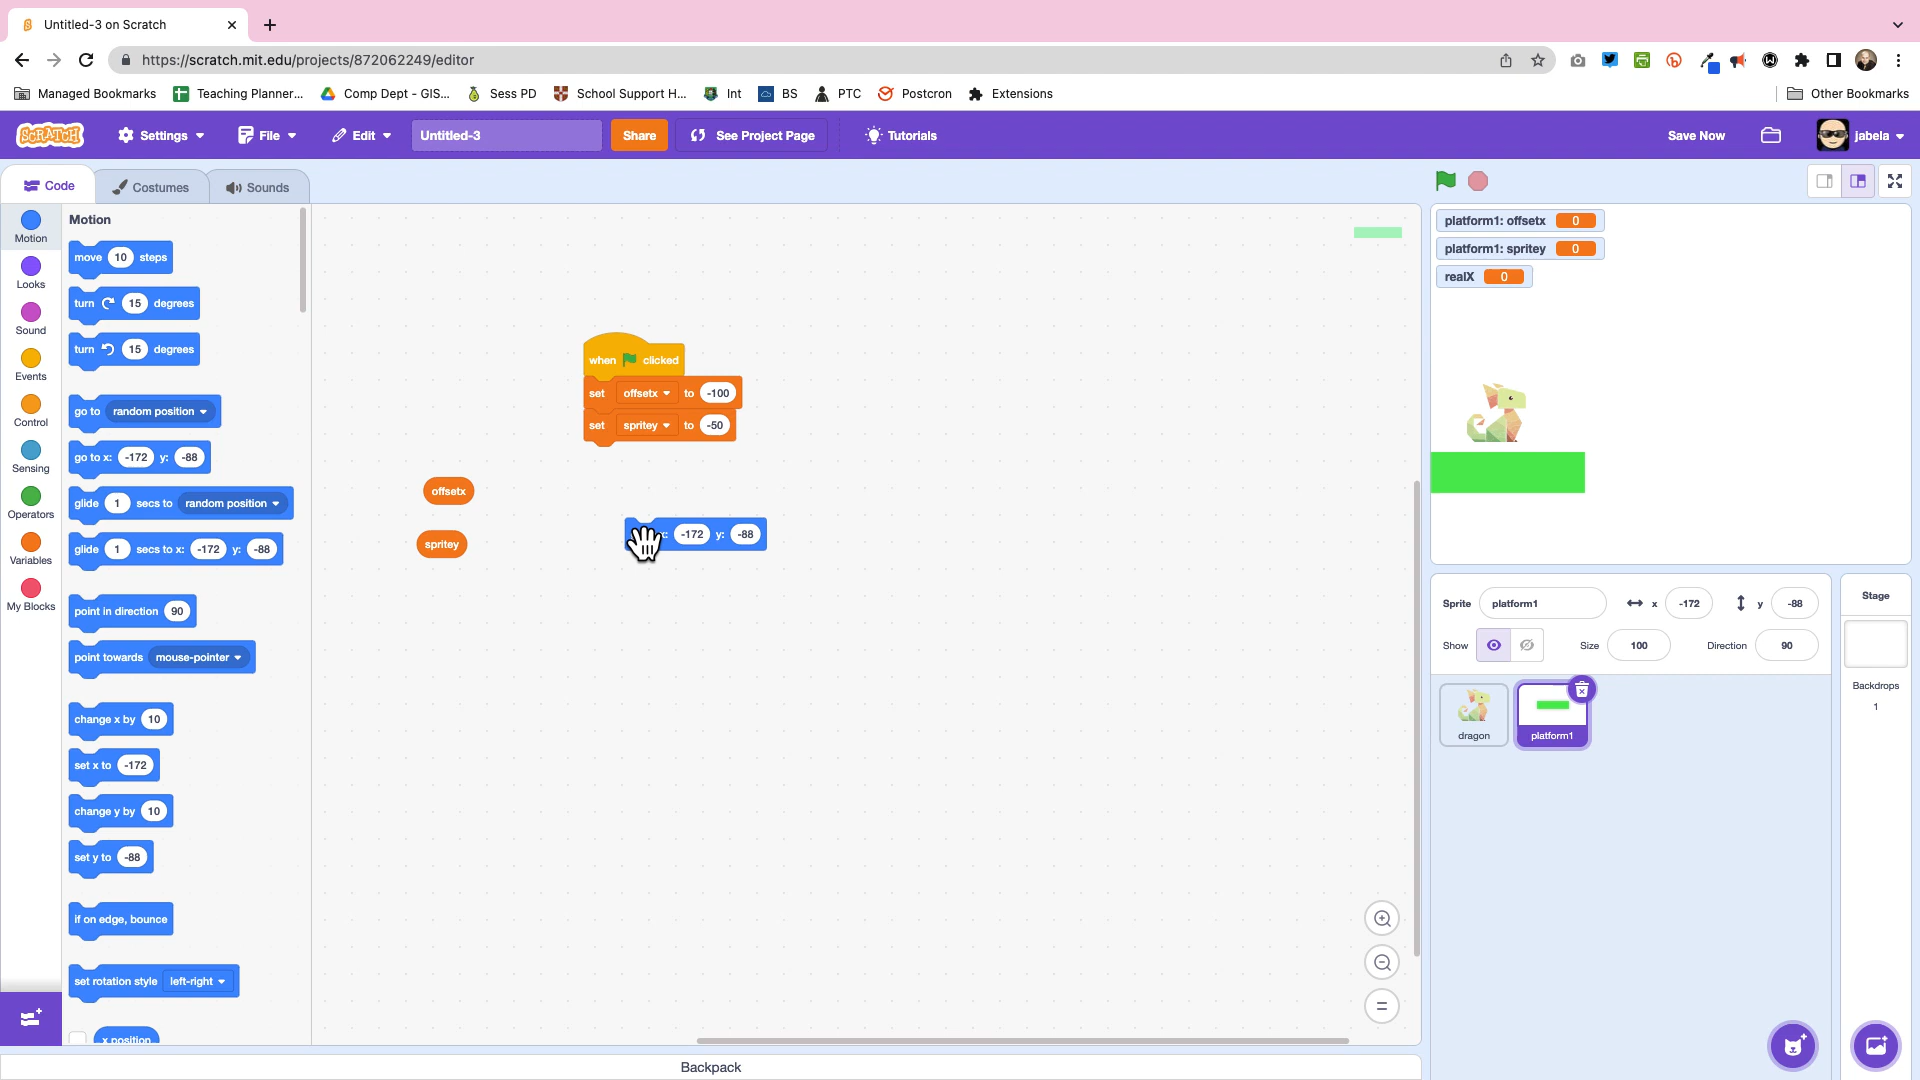 Untitled-3 on Scratch
https://scratch.mit.edu/projects/872062249/editor
Managed Bookmarks Teaching Planner... Comp Dept - GIS... Sess PD School Support H... Int BS PTC Postcron Extensions Other Bookmarks
SCRATCH Settings File Edit Untitled-3 Share See Project Page Tutorials Save Now jabela
Code Costumes Sounds
Motion
Looks
Sound
Events
Control
Sensing
Operators
Variables
My Blocks
Motion
move 10 steps
turn 15 degrees
turn 15 degrees
go to random position
go to x: -172 y: -88
glide 1 secs to random position
glide 1 secs to x: -172 y: -88
point in direction 90
point towards mouse-pointer
change x by 10
set x to -172
change y by 10
set y to -88
if on edge, bounce
set rotation style left-right
x position
when clicked
set offsetx to -100
set spritey to -50
offsetx
spritey
-172 y: -88
platform1: offsetx 0
platform1: spritey 0
realX 0
Sprite platform1 x -172 y -88
Show Size 100 Direction 90
dragon
platform1
Stage
Backdrops
1
Backpack